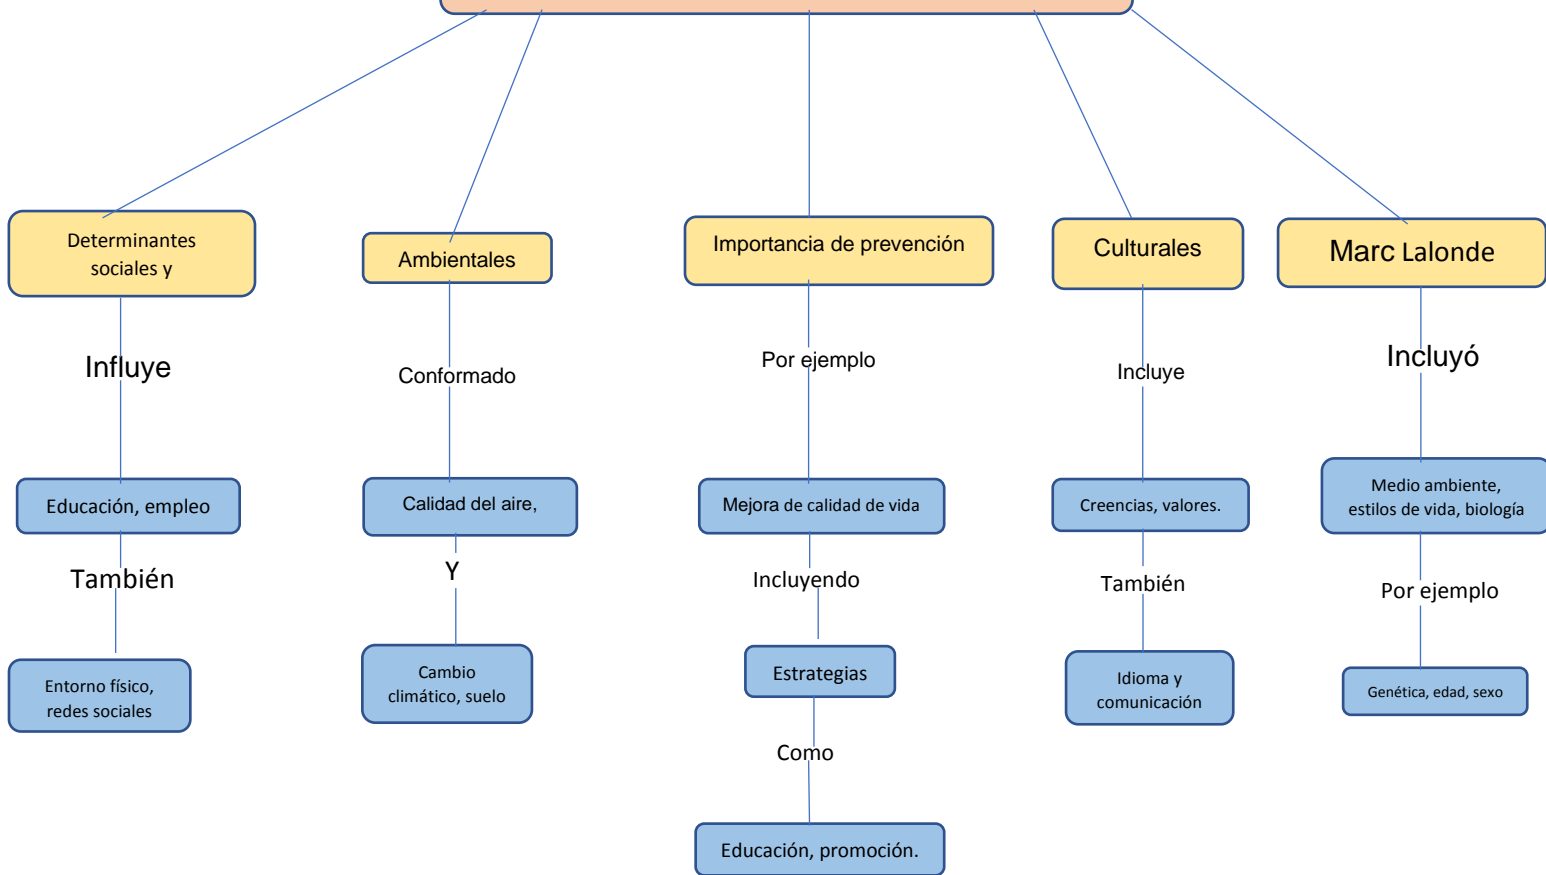 Determinantes
sociales y
Influye
Educación, empleo
También
Entorno físico,
redes sociales
Ambientales
Conformado
Calidad del aire,
Y
Cambio
climático, suelo
Importancia de prevención
Por ejemplo
Mejora de calidad de vida
Incluyendo
Estrategias
Como
Educación, promoción.
Culturales
Incluye
Creencias, valores.
También
Idioma y
comunicación
Marc Lalonde
Incluyó
Medio ambiente,
estilos de vida, biología
Por ejemplo
Genética, edad, sexo